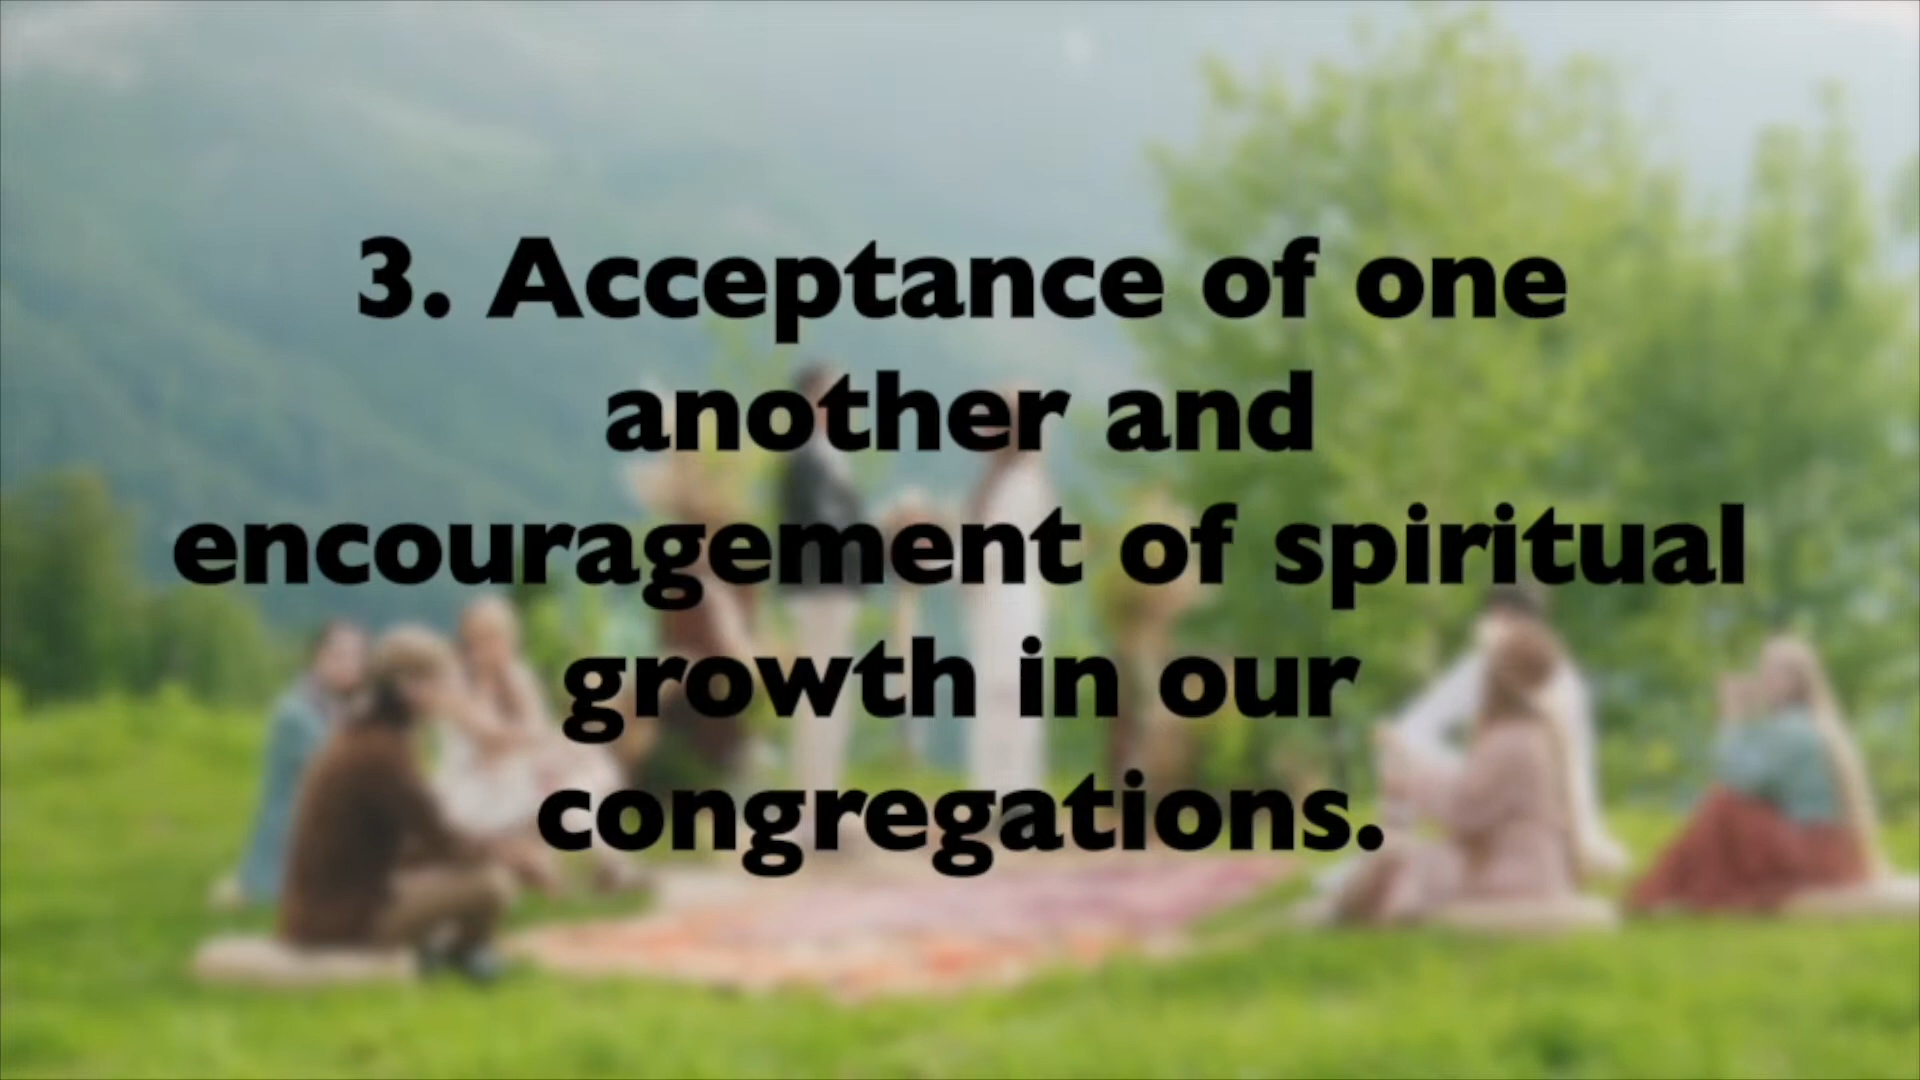 3. Acceptance of one
another and
encouragement of spiritual
growth in our
congregations.